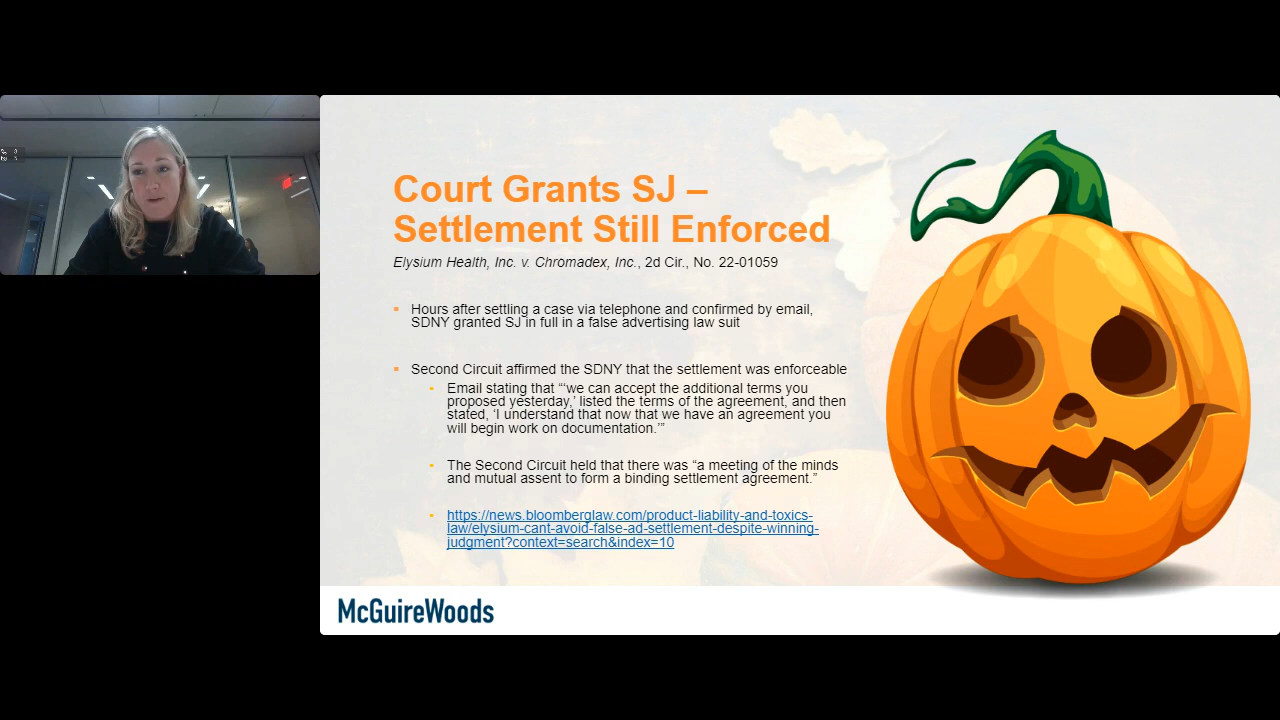 Court Grants SJ –
Settlement Still Enforced
Elysium Health, Inc. v. Chromadex, Inc., 2d Cir., No. 22-01059
Hours after settling a case via telephone and confirmed by email,
SDNY granted SJ in full in a false advertising law suit
Second Circuit affirmed the SDNY that the settlement was enforceable
Email stating that “‘we can accept the additional terms you
proposed yesterday,’ listed the terms of the agreement, and then
stated, ‘I understand that now that we have an agreement you
will begin work on documentation.’”
The Second Circuit held that there was “a meeting of the minds
and mutual assent to form a binding settlement agreement.”
https://news.bloomberglaw.com/product-liability-and-toxics-
law/elysium-cant-avoid-false-ad-settlement-despite-winning-
judgment?context=search&index=10
McGuireWoods